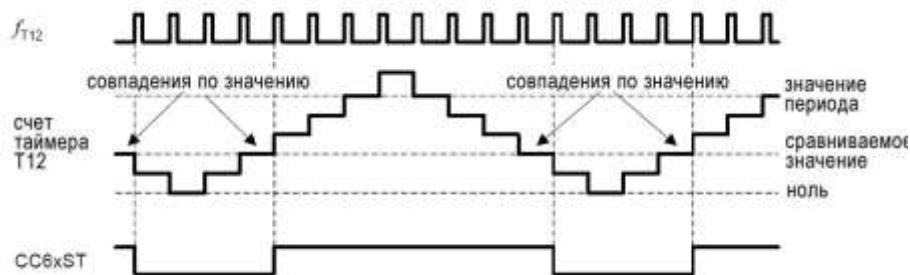 fT12
совпадения по значению
совпадения по значению
значение
периода
счет
таймера
T12
сравниваемое
значение
ноль
CC6xST